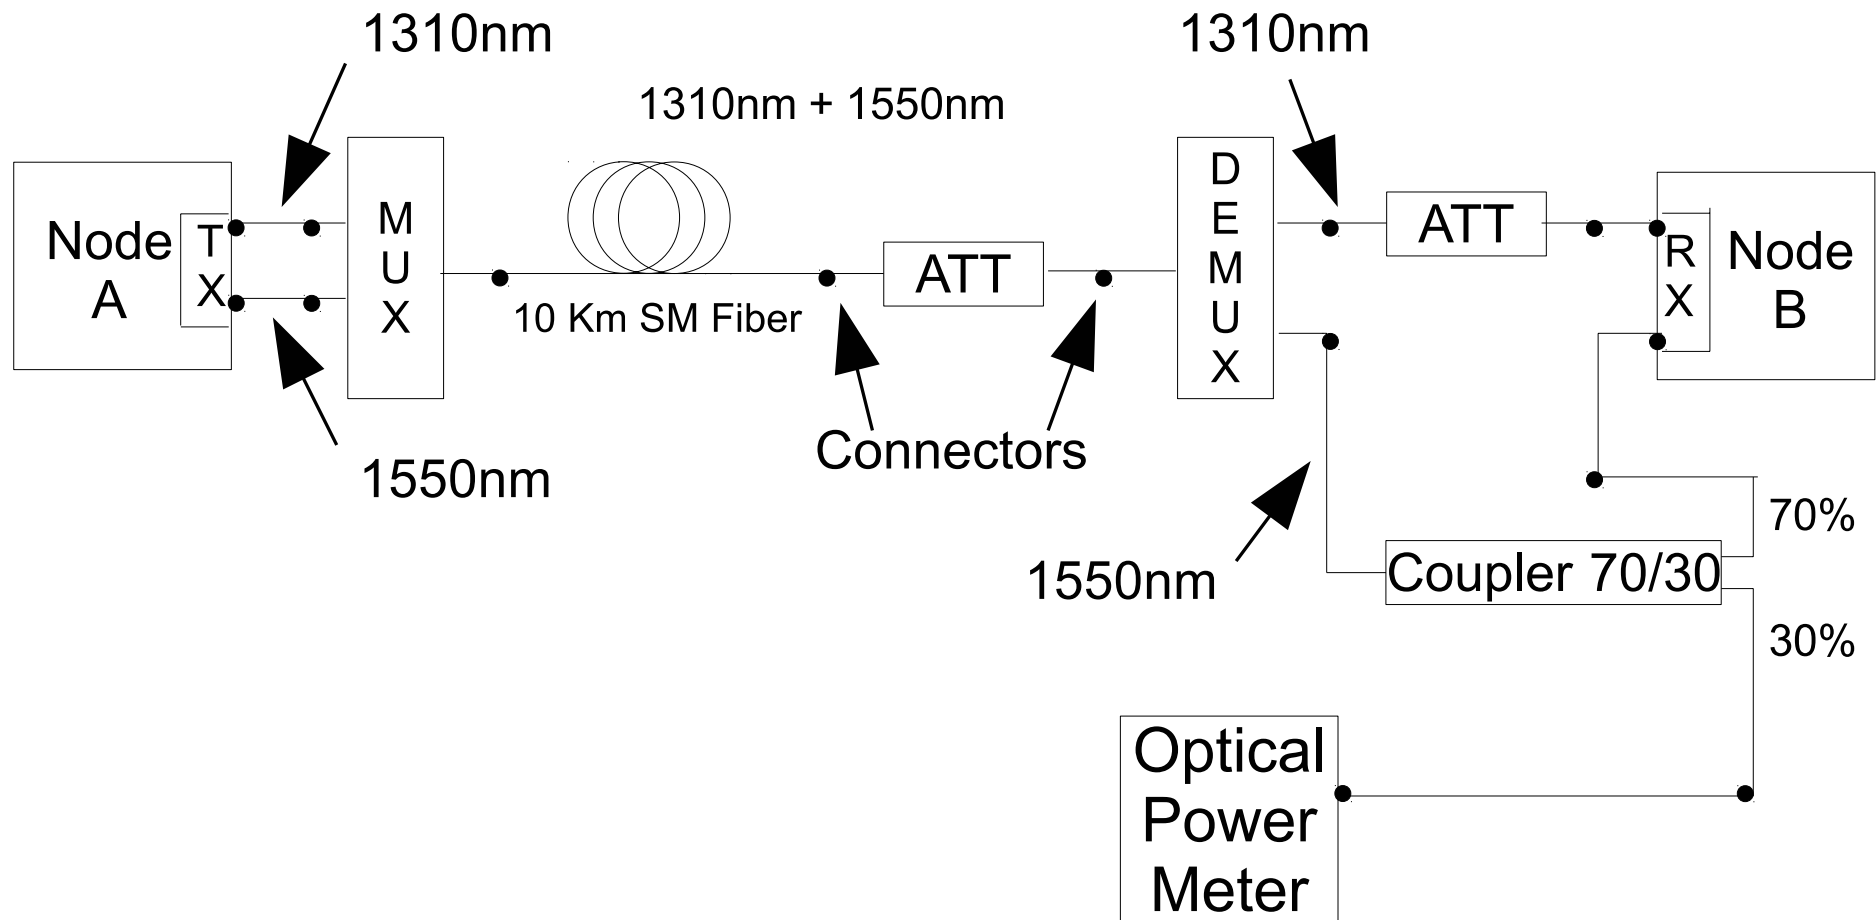 1310nm
1310nm
1310nm + 1550nm
Node
A
T
X
M
U
X
10 Km SM Fiber
ATT
D
E
M
U
X
ATT
R
X
Node
B
Connectors
1550nm
1550nm
70%
Coupler 70/30
30%
Optical
Power
Meter